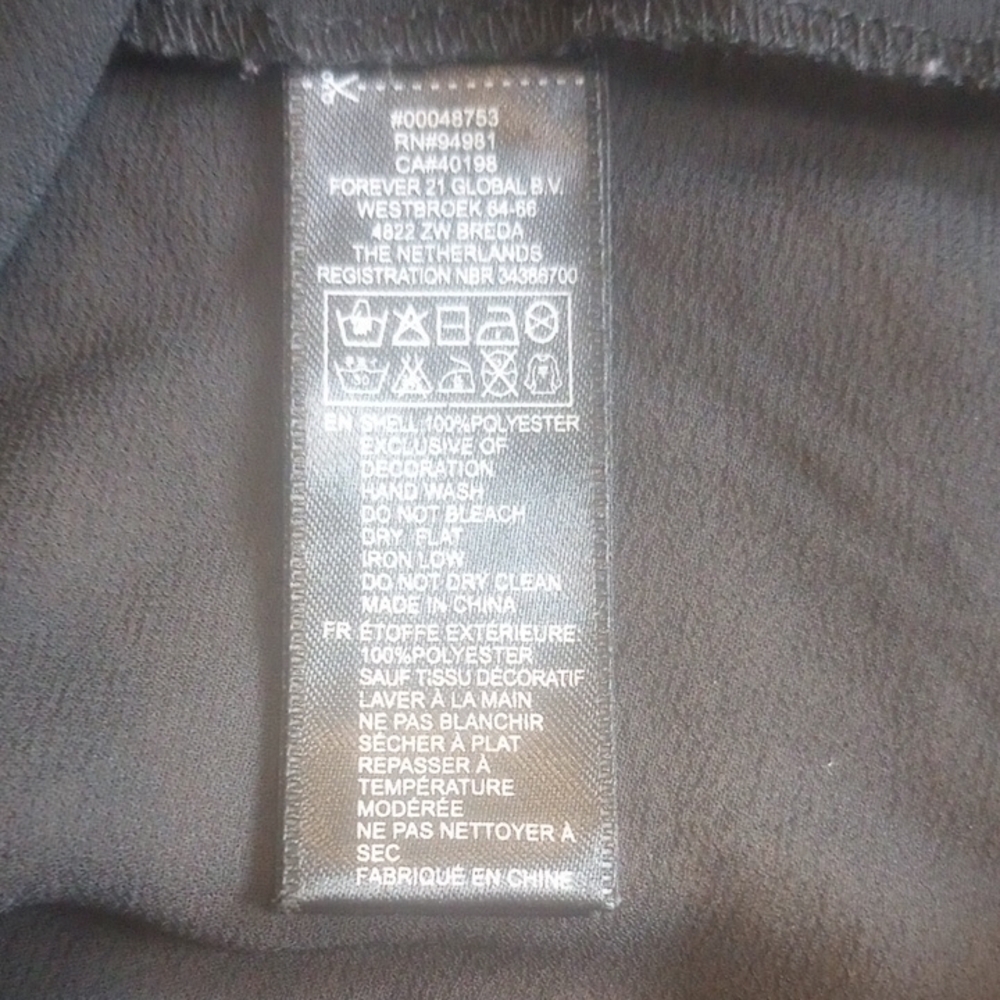 #00048753
RN#94981
CA#40198
FOREVER 21 GLOBAL B.V.
WESTBROEK 64-66
4822 ZW BREDA
THE NETHERLANDS
REGISTRATION NBR 34386700
30
EN SHELL 100%POLYESTER
EXCLUSIVE OF
DECORATION
HAND WASH
DO NOT BLEACH
DRY FLAT
IRON LOW
DO NOT DRY CLEAN
MADE IN CHINA
FR ÉTOFFE EXTÉRIEURE:
100%POLYESTER
SAUF TISSU DÉCORATIF
LAVER À LA MAIN
NE PAS BLANCHIR
SÉCHER À PLAT
REPASSER À
TEMPÉRATURE
MODÉRÉE
NE PAS NETTOYER À
SEC
FABRIQUÉ EN CHINE